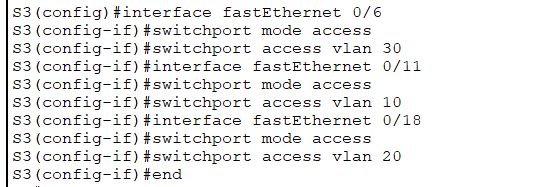 S3(config)#interface fastEthernet 0/6
S3(config-if)#switchport mode access
S3(config-if)#switchport access vlan 30
S3(config-if)#interface fastEthernet 0/11
S3(config-if)#switchport mode access
S3(config-if)#switchport access vlan 10
S3(config-if)#interface fastEthernet 0/18
S3(config-if)#switchport mode access
S3(config-if)#switchport access vlan 20
S3(config-if)#end